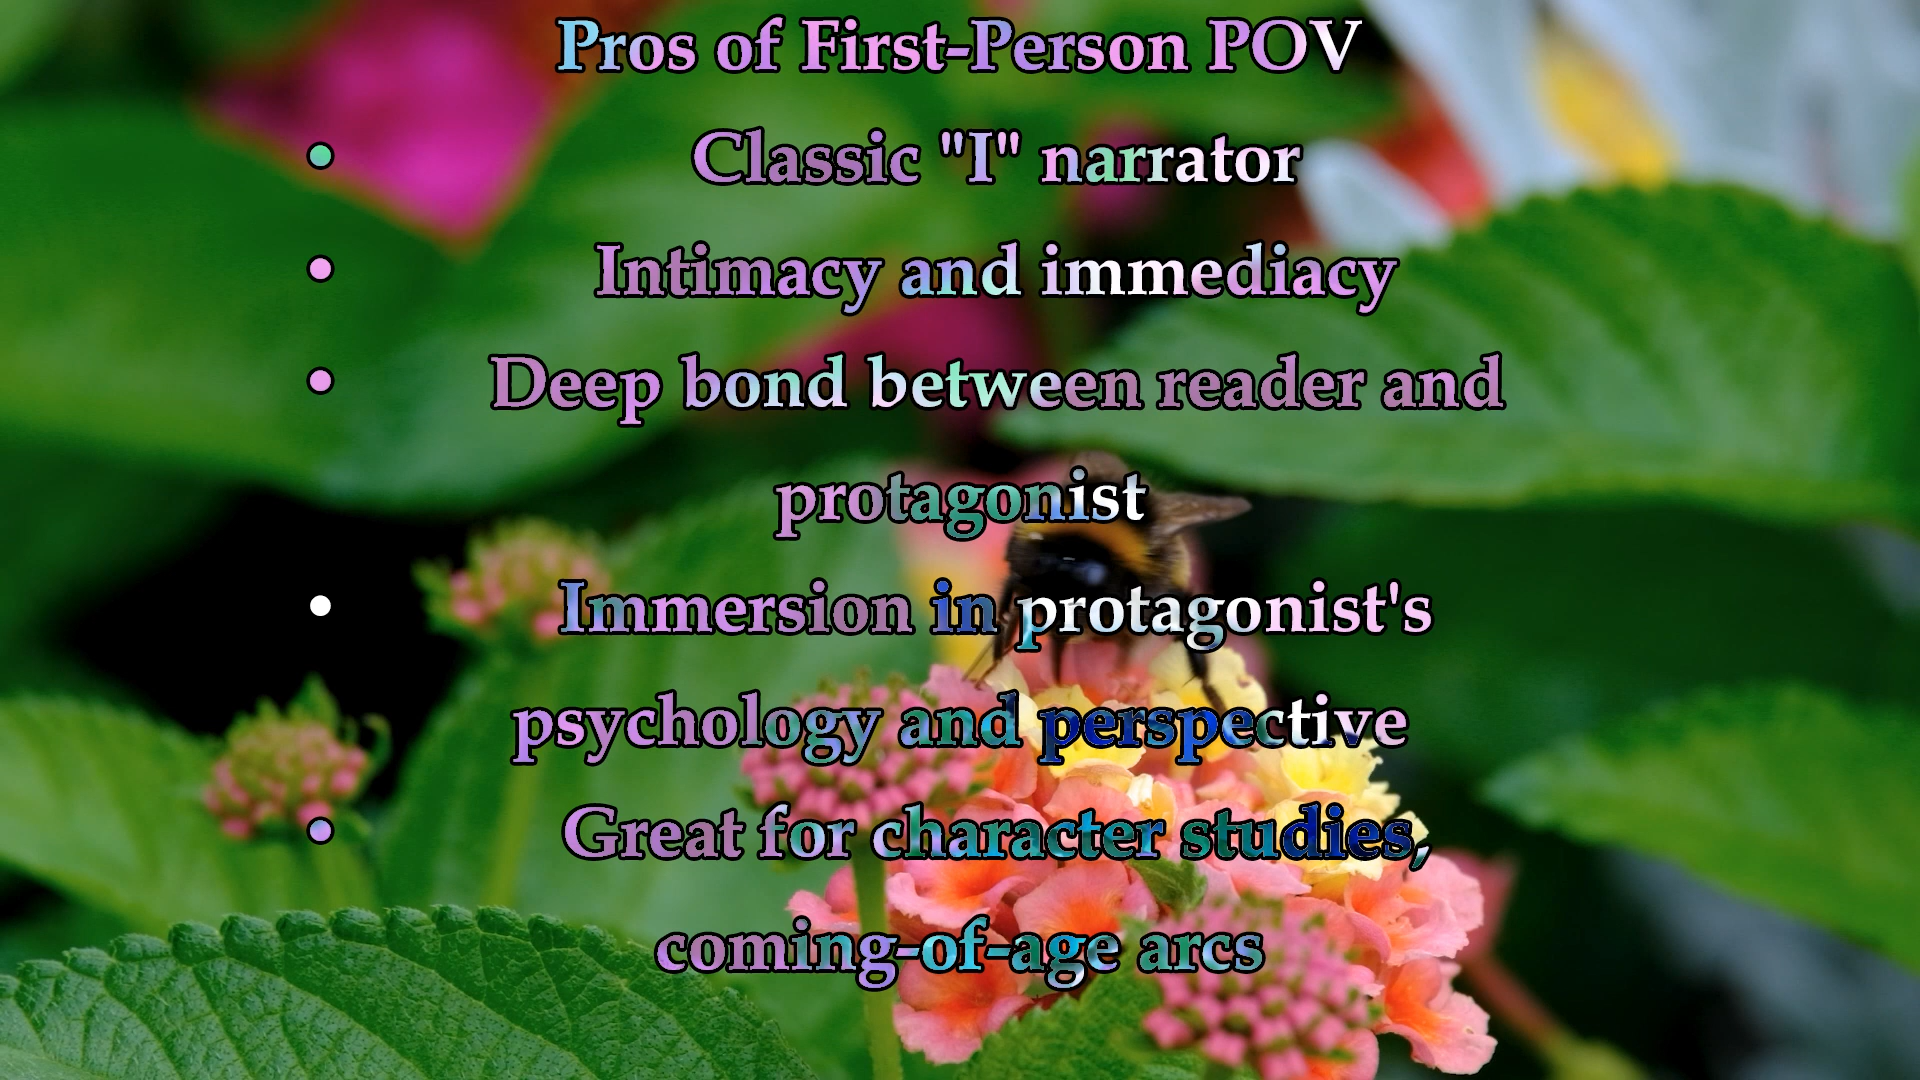 Pros of First-Person POV
• Classic "I" narrator
• Intimacy and immediacy
• Deep bond between reader and
protagonist
• Immersion in protagonist's
psychology and perspective
• Great for character studies,
coming-of-age arcs